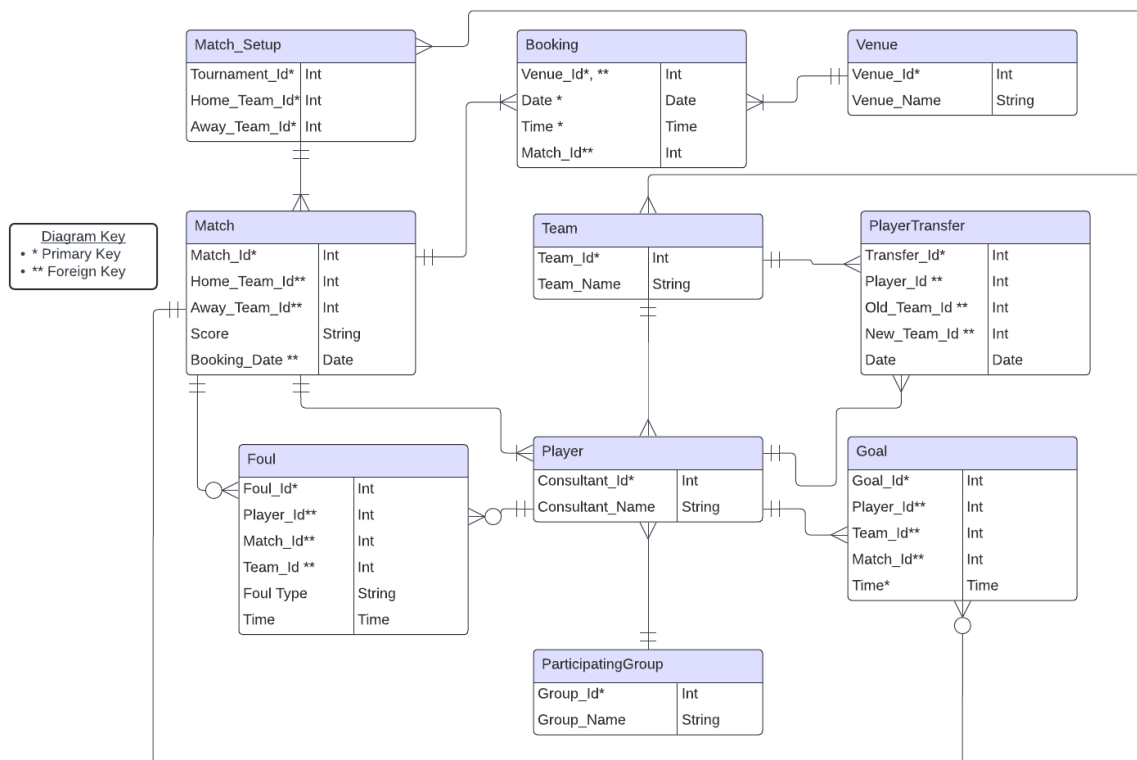 Match_Setup
Tournament_Id* Int
Home_Team_Id* Int
Away_Team_Id* Int
Booking
Venue_Id*, ** Int
Date * Date
Time * Time
Match_Id** Int
Venue
Venue_Id* Int
Venue_Name String
Diagram Key
• * Primary Key
• ** Foreign Key
Match
Match_Id* Int
Home_Team_Id** Int
Away_Team_Id** Int
Score String
Booking_Date ** Date
Team
Team_Id* Int
Team_Name String
PlayerTransfer
Transfer_Id* Int
Player_Id ** Int
Old_Team_Id ** Int
New_Team_Id ** Int
Date Date
Foul
Foul_Id* Int
Player_Id** Int
Match_Id** Int
Team_Id ** Int
Foul Type String
Time Time
Player
Consultant_Id* Int
Consultant_Name String
Goal
Goal_Id* Int
Player_Id** Int
Team_Id** Int
Match_Id** Int
Time* Time
ParticipatingGroup
Group_Id* Int
Group_Name String